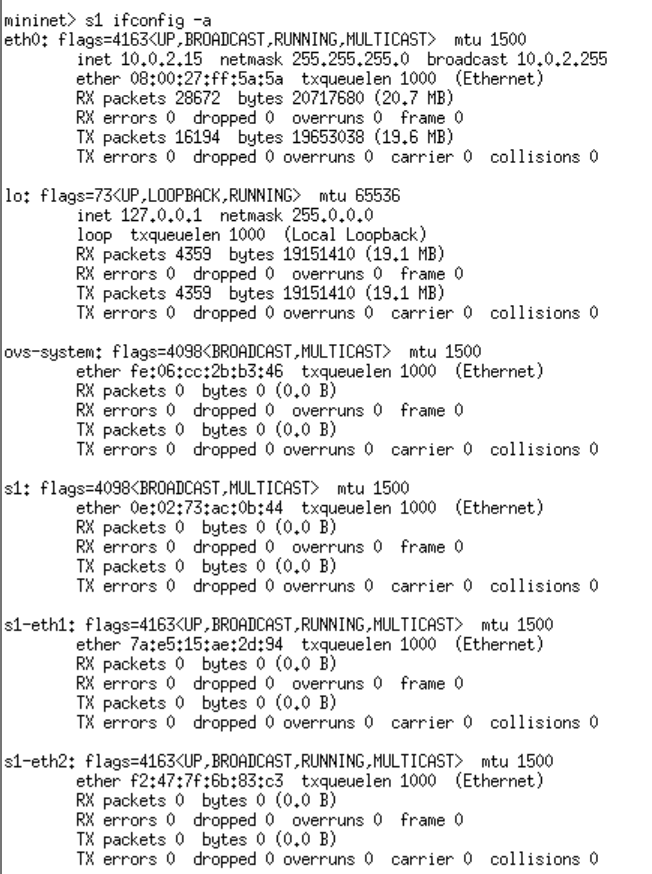 mininet> s1 ifconfig -a
eth0: flags=4163<UP,BROADCAST,RUNNING,MULTICAST>  mtu 1500
        inet 10.0.2.15  netmask 255.255.255.0  broadcast 10.0.2.255
        ether 08:00:27:ff:5a:5a  txqueuelen 1000  (Ethernet)
        RX packets 28672  bytes 20717680 (20.7 MB)
        RX errors 0  dropped 0  overruns 0  frame 0
        TX packets 16194  bytes 19653038 (19.6 MB)
        TX errors 0  dropped 0 overruns 0  carrier 0  collisions 0

lo: flags=73<UP,LOOPBACK,RUNNING>  mtu 65536
        inet 127.0.0.1  netmask 255.0.0.0
        loop  txqueuelen 1000  (Local Loopback)
        RX packets 4359  bytes 19151410 (19.1 MB)
        RX errors 0  dropped 0  overruns 0  frame 0
        TX packets 4359  bytes 19151410 (19.1 MB)
        TX errors 0  dropped 0 overruns 0  carrier 0  collisions 0

ovs-system: flags=4098<BROADCAST,MULTICAST>  mtu 1500
        ether fe:06:cc:2b:b3:46  txqueuelen 1000  (Ethernet)
        RX packets 0  bytes 0 (0.0 B)
        RX errors 0  dropped 0  overruns 0  frame 0
        TX packets 0  bytes 0 (0.0 B)
        TX errors 0  dropped 0 overruns 0  carrier 0  collisions 0

s1: flags=4098<BROADCAST,MULTICAST>  mtu 1500
        ether 0e:02:73:ac:0b:44  txqueuelen 1000  (Ethernet)
        RX packets 0  bytes 0 (0.0 B)
        RX errors 0  dropped 0  overruns 0  frame 0
        TX packets 0  bytes 0 (0.0 B)
        TX errors 0  dropped 0 overruns 0  carrier 0  collisions 0

s1-eth1: flags=4163<UP,BROADCAST,RUNNING,MULTICAST>  mtu 1500
        ether 7a:e5:15:ae:2d:94  txqueuelen 1000  (Ethernet)
        RX packets 0  bytes 0 (0.0 B)
        RX errors 0  dropped 0  overruns 0  frame 0
        TX packets 0  bytes 0 (0.0 B)
        TX errors 0  dropped 0 overruns 0  carrier 0  collisions 0

s1-eth2: flags=4163<UP,BROADCAST,RUNNING,MULTICAST>  mtu 1500
        ether f2:47:7f:6b:83:c3  txqueuelen 1000  (Ethernet)
        RX packets 0  bytes 0 (0.0 B)
        RX errors 0  dropped 0  overruns 0  frame 0
        TX packets 0  bytes 0 (0.0 B)
        TX errors 0  dropped 0 overruns 0  carrier 0  collisions 0